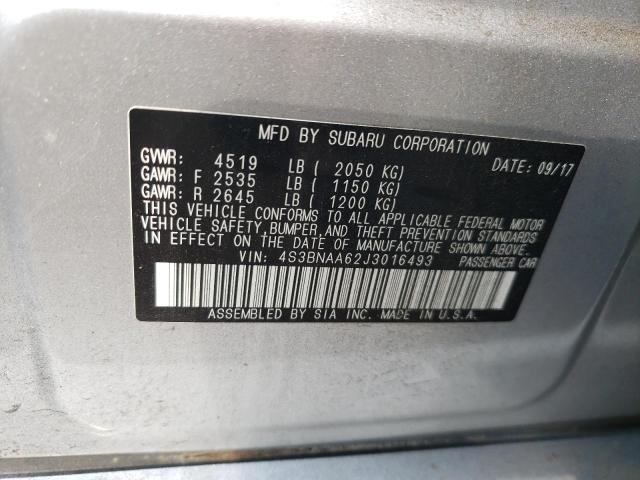 MFD BY SUBARU CORPORATION
GVWR: 4519 LB ( 2050 KG) DATE: 09/17
GAWR: F 2535 LB ( 1150 KG)
GAWR: R 2645 LB ( 1200 KG)
THIS VEHICLE CONFORMS TO ALL APPLICABLE FEDERAL MOTOR
VEHICLE SAFETY, BUMPER, AND THEFT PREVENTION STANDARDS
IN EFFECT ON THE DATE OF MANUFACTURE SHOWN ABOVE.
VIN: 4S3BNAA62J3016493 PASSENGER CAR
ASSEMBLED BY SIA INC. MADE IN U.S.A.